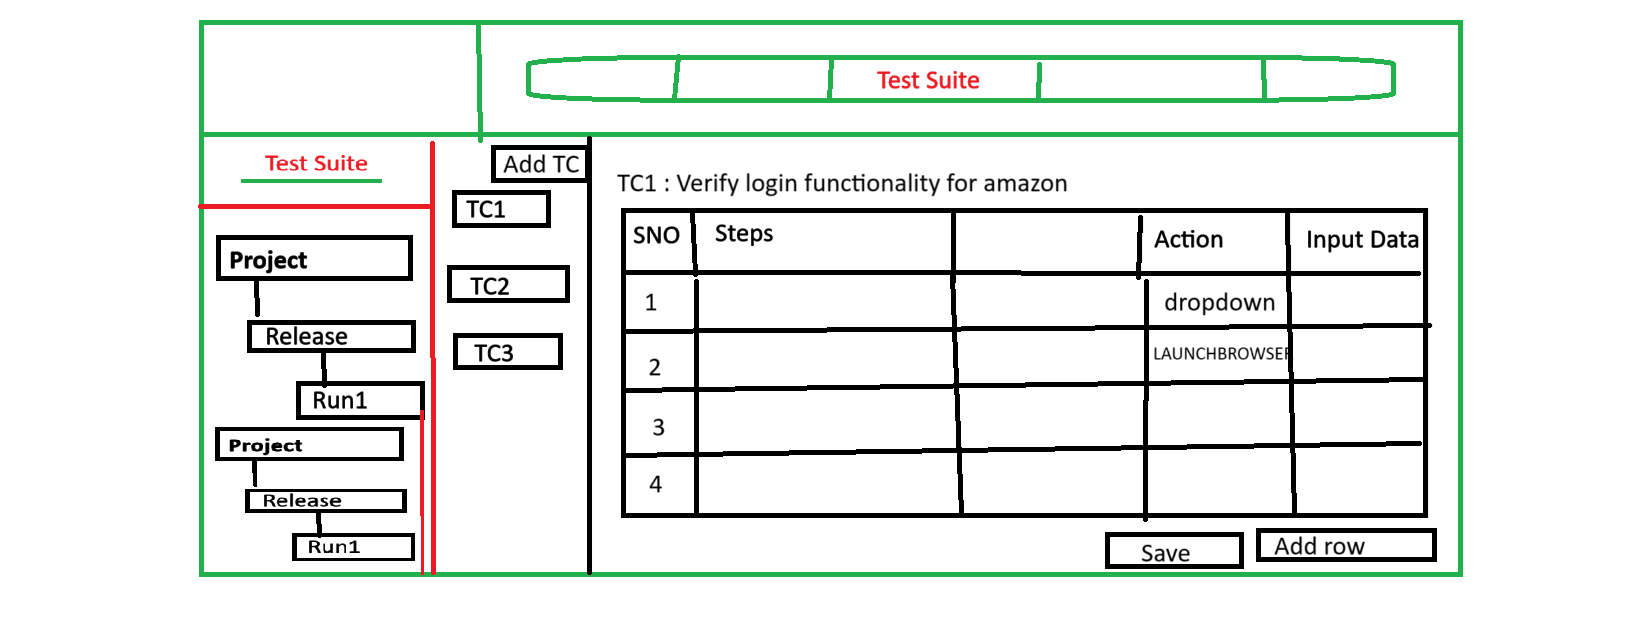 Test Suite
Test Suite
Project
Release
Run1
Project
Release
Run1
Add TC
TC1
TC2
TC3
TC1 : Verify login functionality for amazon
SNO Steps Action Input Data
1 dropdown
2 LAUNCHBROWSER
3
4
Save Add row